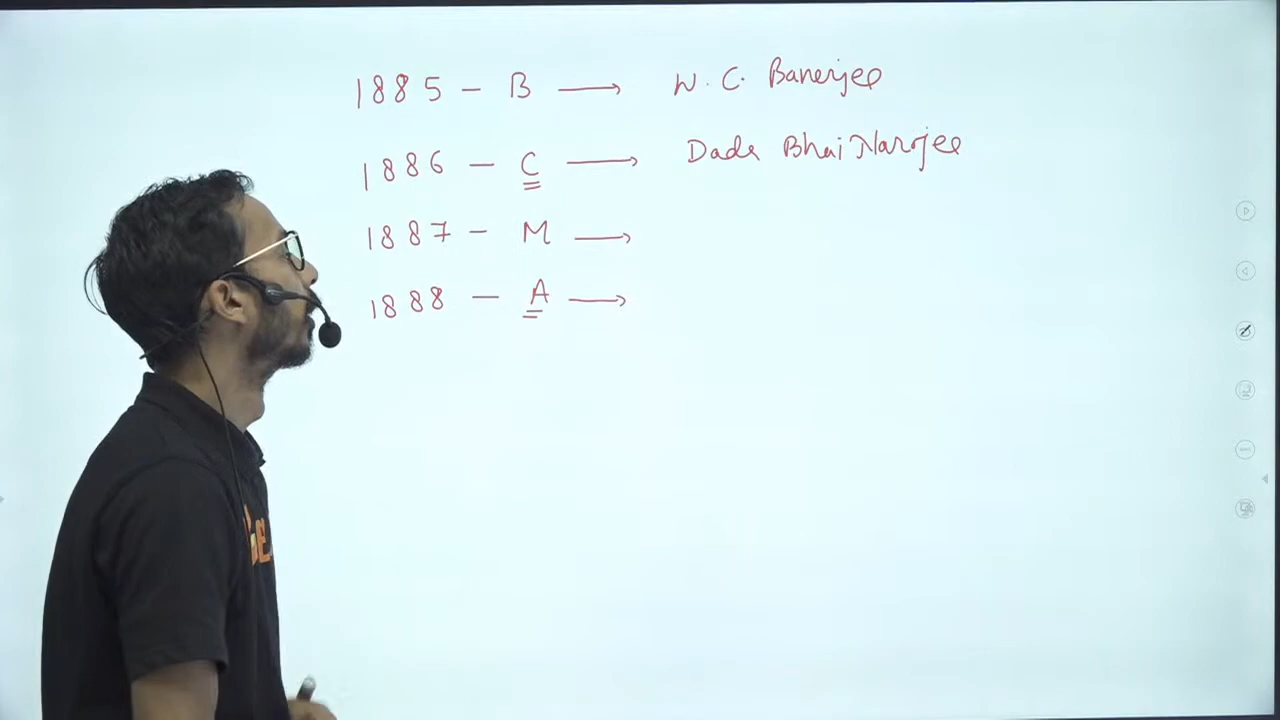 1885 - B → W. C. Banerjee
1886 - C → Dada Bhai Narojee
1887 - M →
1888 - A →